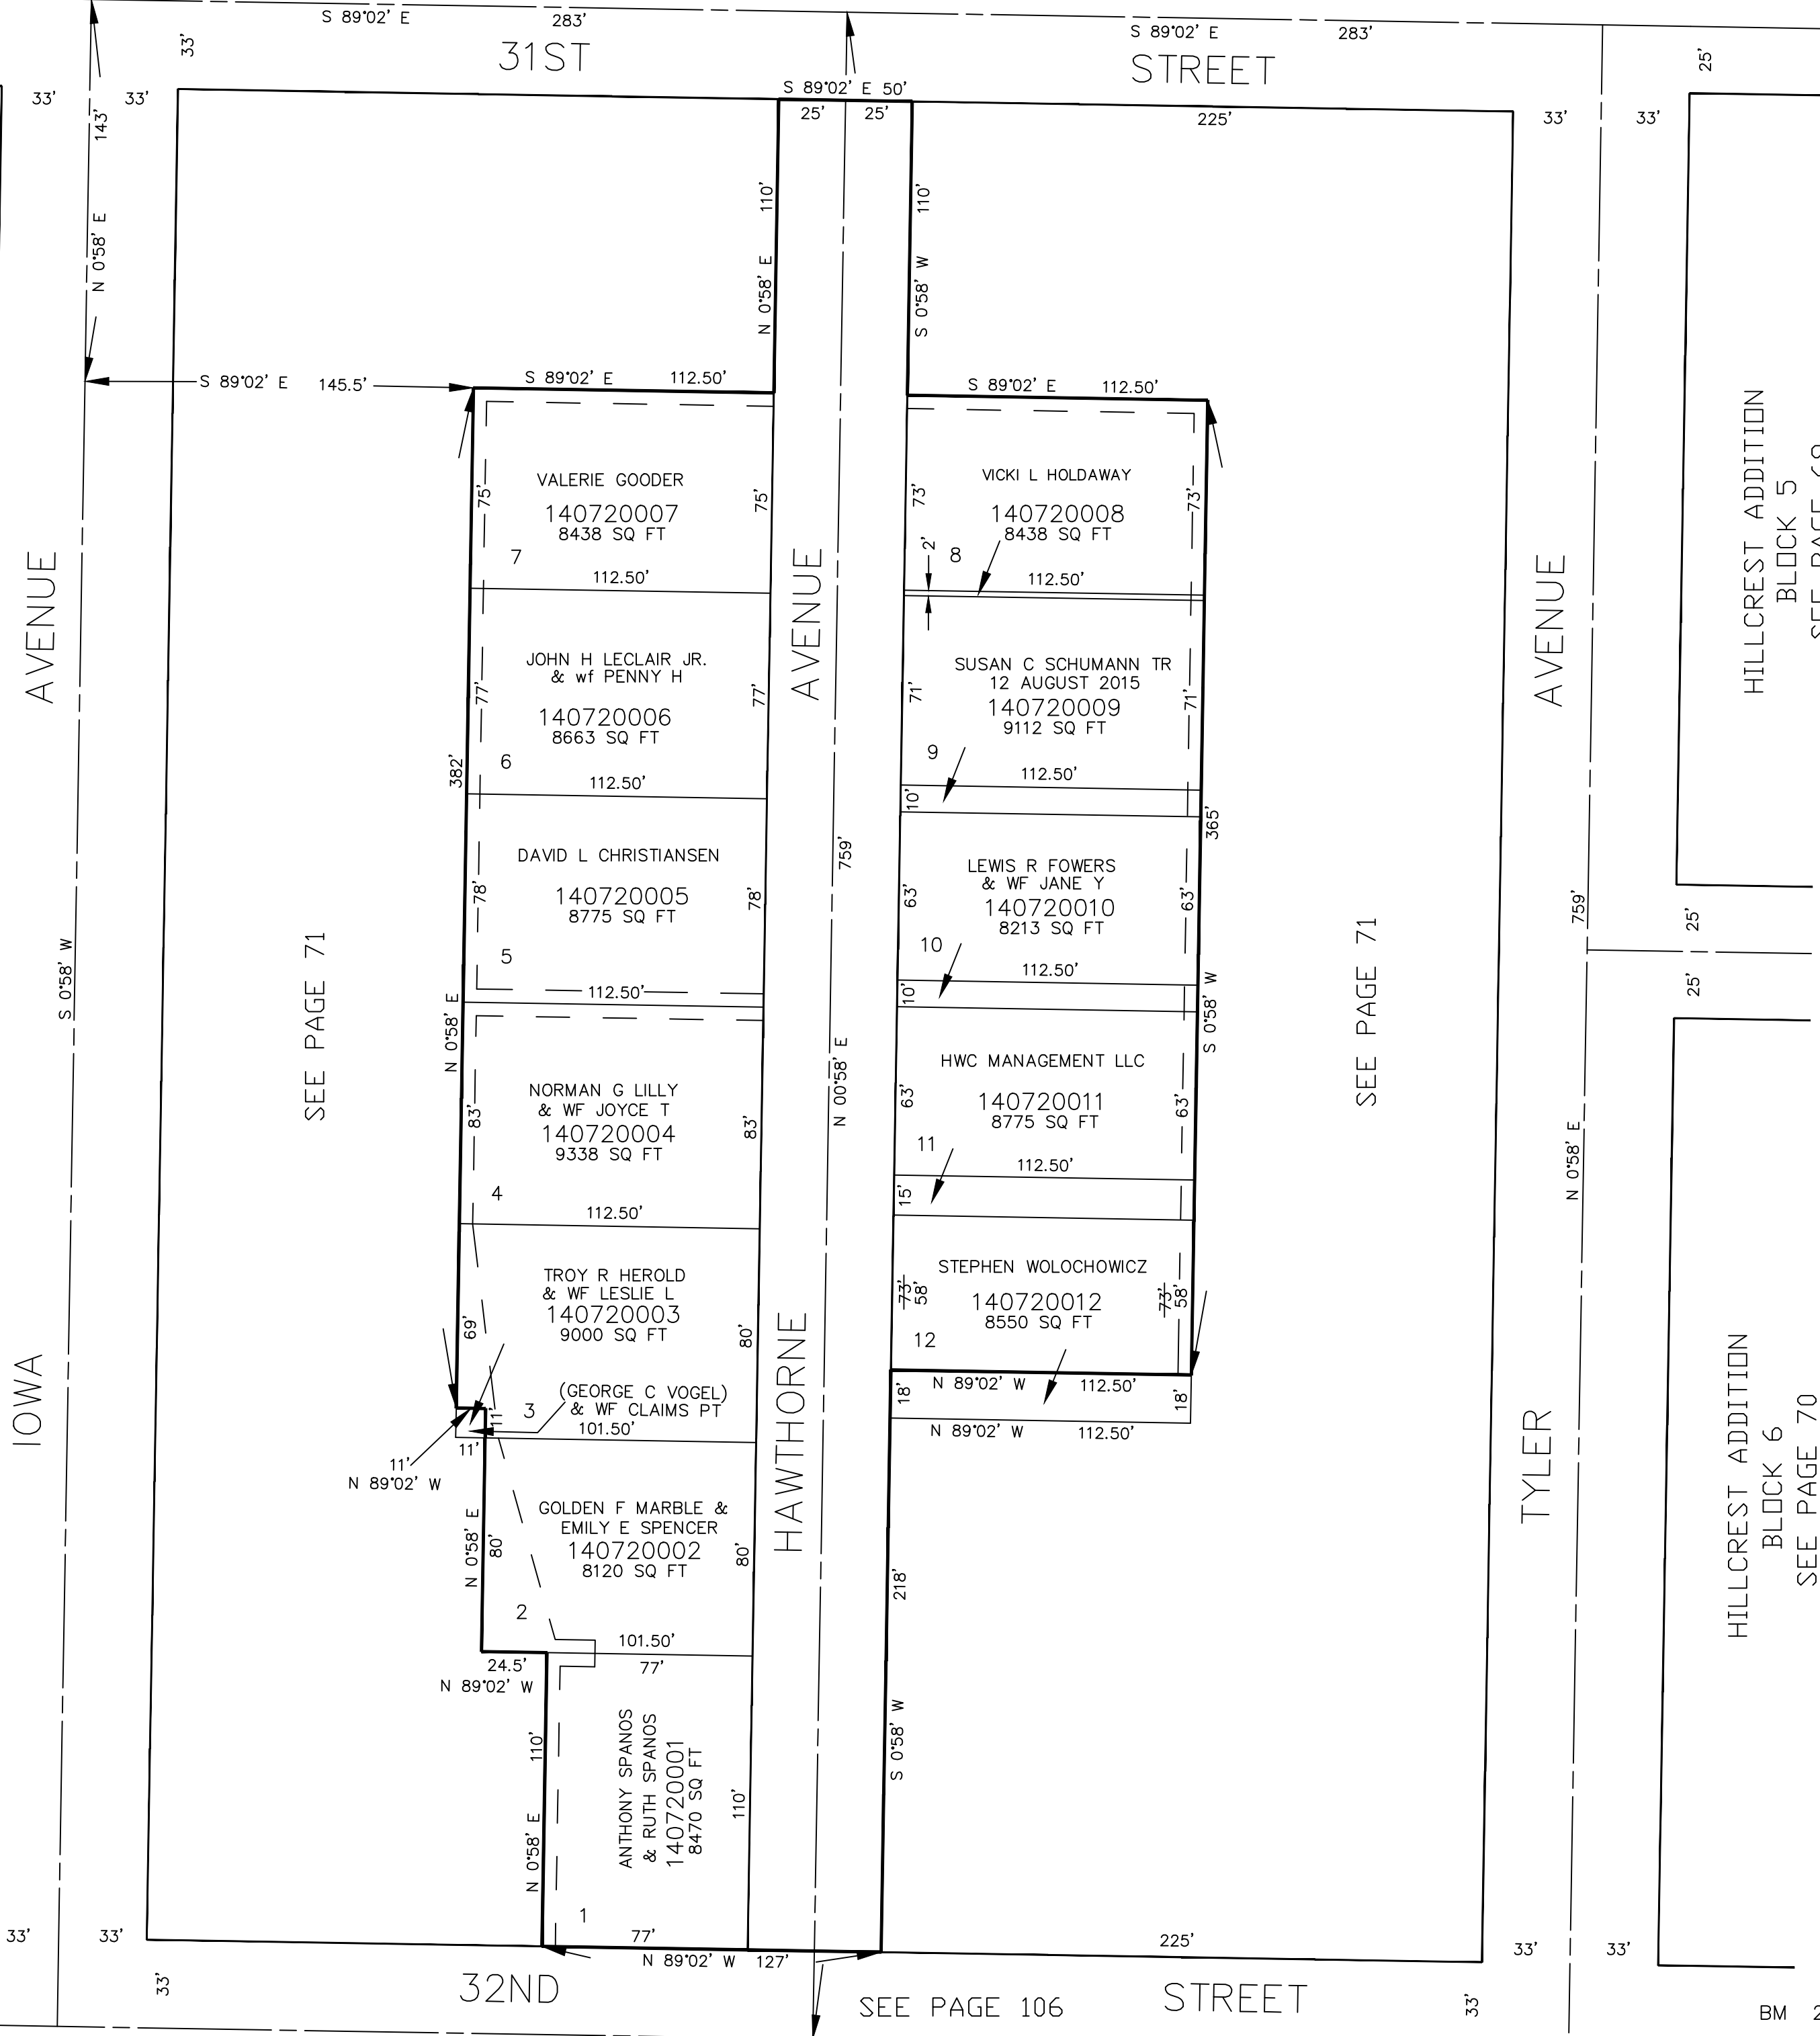 S 89°02' E 283'
S 89°02' E 283'
31ST STREET
33'
25'
33' 33'
143'
N 0°58' E
S 89°02' E 50'
25' 25'
225'
33' 33'
110'
N 0°58' E
110'
S 0°58' W
S 89°02' E 145.5'
S 89°02' E 112.50'
S 89°02' E 112.50'
VALERIE GOODER
140720007
8438 SQ FT
75'
75'
7
112.50'
VICKI L HOLDAWAY
140720008
8438 SQ FT
73'
73'
2'
8
112.50'
JOHN H LECLAIR JR.
& wf PENNY H
140720006
8663 SQ FT
77'
77'
6
112.50'
SUSAN C SCHUMANN TR
12 AUGUST 2015
140720009
9112 SQ FT
71'
71'
9
112.50'
10'
382'
N 0°58' E
365'
S 0°58' W
DAVID L CHRISTIANSEN
140720005
8775 SQ FT
78'
78'
5
112.50'
LEWIS R FOWERS
& WF JANE Y
140720010
8213 SQ FT
63'
63'
10
112.50'
10'
NORMAN G LILLY
& WF JOYCE T
140720004
9338 SQ FT
83'
83'
4
112.50'
HWC MANAGEMENT LLC
140720011
8775 SQ FT
63'
63'
11
112.50'
15'
TROY R HEROLD
& WF LESLIE L
140720003
9000 SQ FT
69'
80'
(GEORGE C VOGEL)
& WF CLAIMS PT
3
101.50'
11'
11'
11'
N 89°02' W
STEPHEN WOLOCHOWICZ
140720012
8550 SQ FT
73'
58'
73'
58'
12
N 89°02' W 112.50'
18'
18'
N 89°02' W 112.50'
GOLDEN F MARBLE &
EMILY E SPENCER
140720002
8120 SQ FT
N 0°58' E
80'
80'
2
101.50'
24.5'
77'
N 89°02' W
ANTHONY SPANOS
& RUTH SPANOS
140720001
8470 SQ FT
110'
N 0°58' E
110'
1
77'
N 89°02' W 127'
218'
S 0°58' W
225'
IOWA AVENUE
S 0°58' W
SEE PAGE 71
HAWTHORNE AVENUE
759'
N 00°58' E
SEE PAGE 71
TYLER AVENUE
759'
N 0°58' E
25'
25'
HILLCREST ADDITION
BLOCK 5
HILLCREST ADDITION
BLOCK 6
SEE PAGE 70
33' 33'
33' 33'
33'
33'
32ND STREET
SEE PAGE 106
BM 2